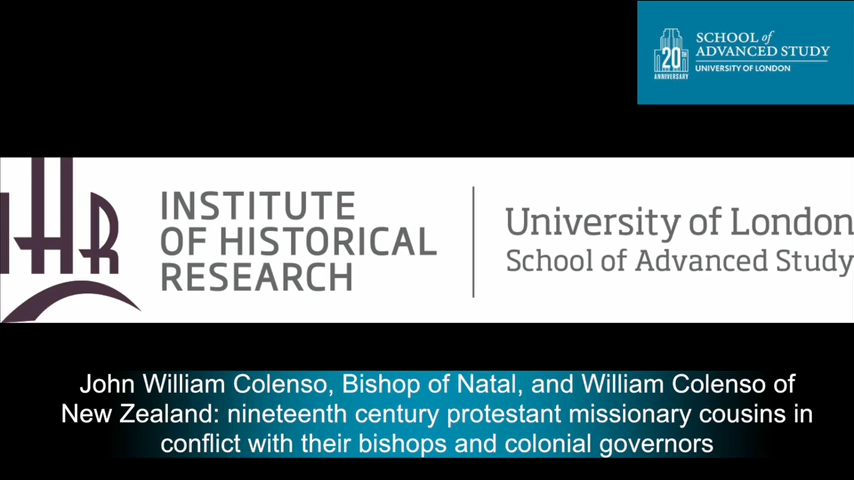 SCHOOL of
ADVANCED STUDY
UNIVERSITY OF LONDON
20TH
ANNIVERSARY
IHR
INSTITUTE
OF HISTORICAL
RESEARCH
University of London
School of Advanced Study
John William Colenso, Bishop of Natal, and William Colenso of
New Zealand: nineteenth century protestant missionary cousins in
conflict with their bishops and colonial governors